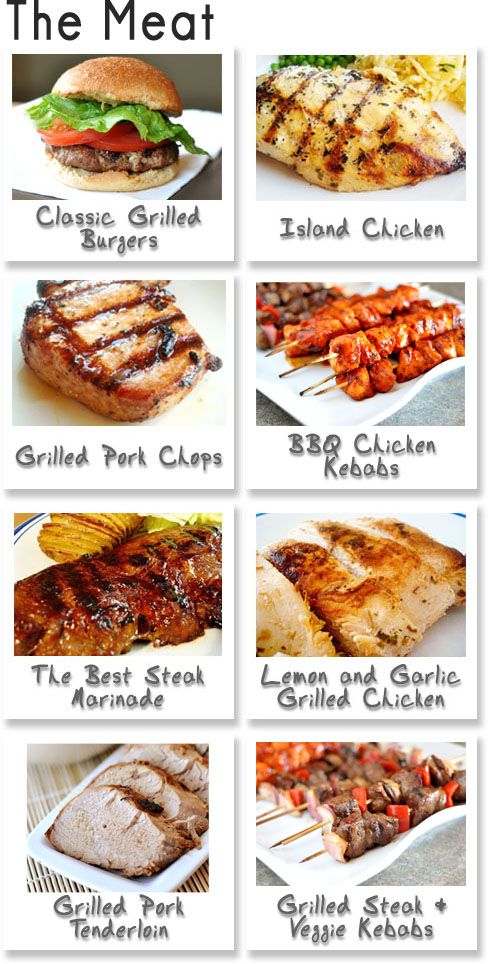 The Meat
Classic Grilled
Burgers
Island Chicken
Grilled Pork Chops
BBQ Chicken
Kebabs
The Best Steak
Marinade
Lemon and Garlic
Grilled Chicken
Grilled Pork
Tenderloin
Grilled Steak &
Veggie Kebabs